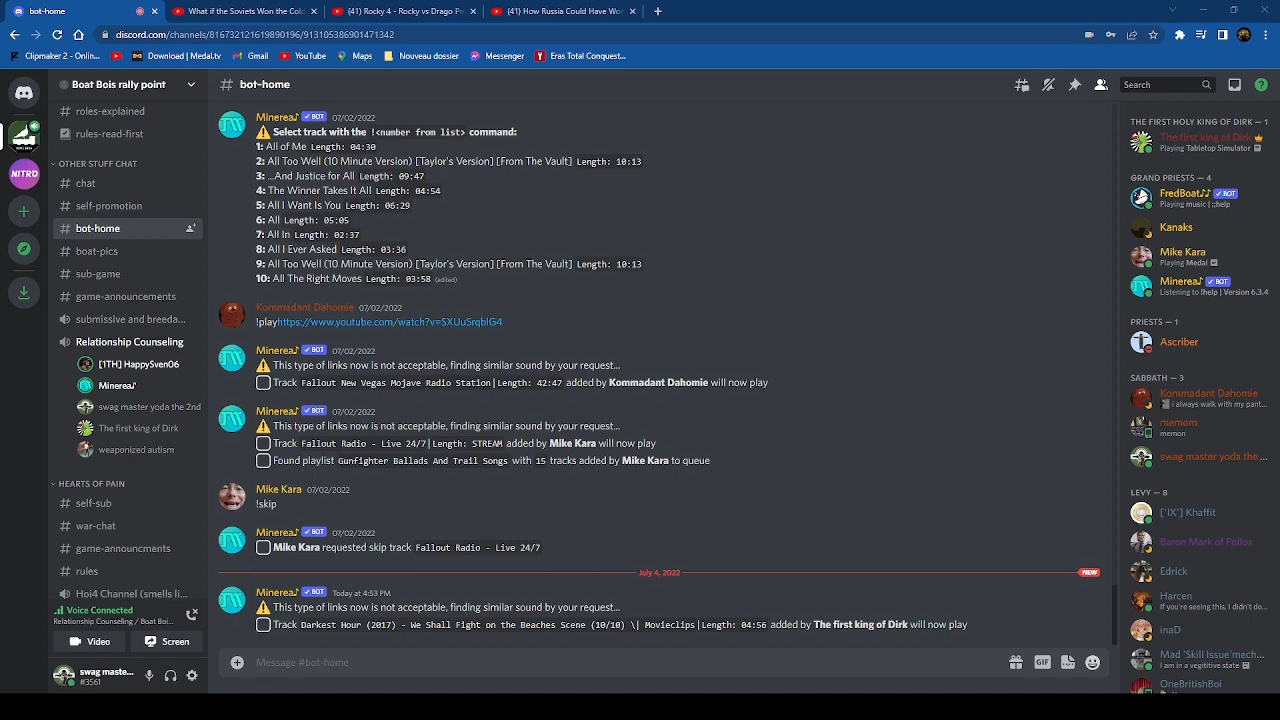 bot-home
What if the Soviets Won the Cold
(41) Rocky 4 - Rocky vs Drago Pr
(41) How Russia Could Have Wor
discord.com/channels/816732121619890196/913105386901471342
Clipmaker 2 - Onlin...
Download | Medal.tv
Gmail
YouTube
Maps
Nouveau dossier
Messenger
Eras Total Conquest...
Boat Bois rally point
# bot-home
Search
# roles-explained
rules-read-first
OTHER STUFF CHAT
# chat
# self-promotion
# bot-home
# boat-pics
# sub-game
# game-announcements
submissive and breeda...
Relationship Counseling
[1TH] HappySven06
Minerea♪
swag master yoda the 2nd
The first king of Dirk
weaponized autism
HEARTS OF PAIN
# self-sub
# war-chat
# game-announcments
# rules
Hoi4 Channel (smells li...
Voice Connected
Relationship Counseling / Boat Boi...
Video
Screen
swag maste...
#3561
NITRO
Minerea♪ ✓ BOT 07/02/2022
Select track with the !<number from list> command:
1: All of Me Length: 04:30
2: All Too Well (10 Minute Version) [Taylor's Version] [From The Vault] Length: 10:13
3: ...And Justice for All Length: 09:47
4: The Winner Takes It All Length: 04:54
5: All I Want Is You Length: 06:29
6: All Length: 05:05
7: All In Length: 02:37
8: All I Ever Asked Length: 03:36
9: All Too Well (10 Minute Version) [Taylor's Version] [From The Vault] Length: 10:13
10: All The Right Moves Length: 03:58 (edited)
Kommadant Dahomie 07/02/2022
!playhttps://www.youtube.com/watch?v=SXUuSrqblG4
Minerea♪ ✓ BOT 07/02/2022
This type of links now is not acceptable, finding similar sound by your request...
Track Fallout New Vegas Mojave Radio Station|Length: 42:47 added by Kommadant Dahomie will now play
Minerea♪ ✓ BOT 07/02/2022
This type of links now is not acceptable, finding similar sound by your request...
Track Fallout Radio - Live 24/7|Length: STREAM added by Mike Kara will now play
Found playlist Gunfighter Ballads And Trail Songs with 15 tracks added by Mike Kara to queue
Mike Kara 07/02/2022
!skip
Minerea♪ ✓ BOT 07/02/2022
Mike Kara requested skip track Fallout Radio - Live 24/7
July 4, 2022
NEW
Minerea♪ ✓ BOT Today at 4:53 PM
This type of links now is not acceptable, finding similar sound by your request...
Track Darkest Hour (2017) - We Shall Fight on the Beaches Scene (10/10) \| Movieclips|Length: 04:56 added by The first king of Dirk will now play
Message #bot-home
GIF
THE FIRST HOLY KING OF DIRK — 1
The first king of Dirk
Playing Tabletop Simulator
GRAND PRIESTS — 4
FredBoat♪♪ ✓ BOT
Playing music | ;;help
Kanaks
Mike Kara
Playing Medal
Minerea♪ ✓ BOT
Listening to !help | Version 6.3.4
PRIESTS — 1
Ascriber
SABBATH — 3
Kommadant Dahomie
i always walk with my pant...
memom
memon
swag master yoda the ...
LEVY — 8
['IX'] Khaffit
Baron Mark of Pollox
Edrick
Harcen
If you're seeing this, I didn't do...
inaD
Mad 'Skill Issue'mech...
I am in a vegititive state
OneBritishBoi